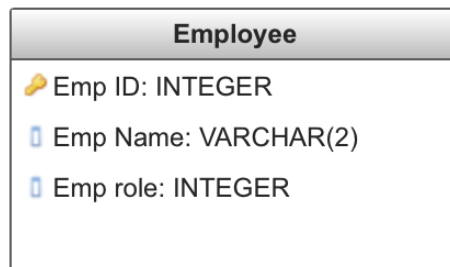 Employee
Emp ID: INTEGER
Emp Name: VARCHAR(2)
Emp role: INTEGER